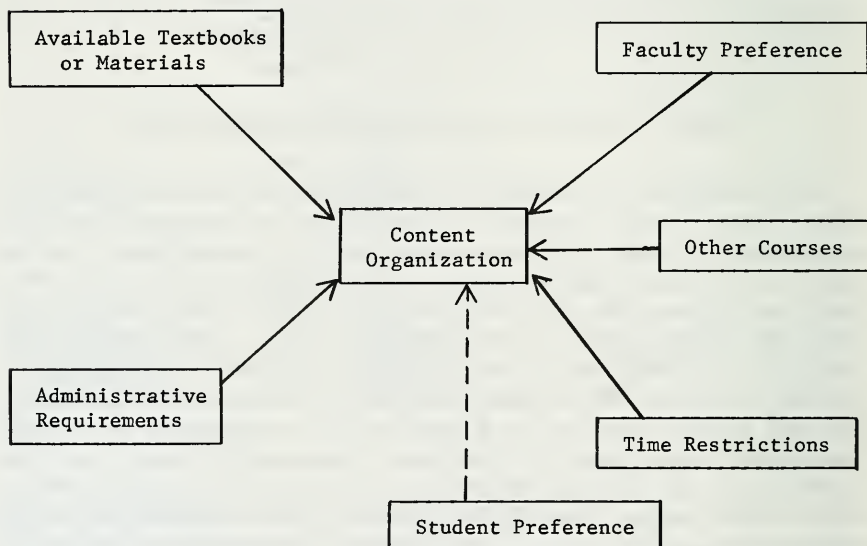 Available Textbooks
or Materials
Faculty Preference
Content
Organization
Other Courses
Administrative
Requirements
Time Restrictions
Student Preference